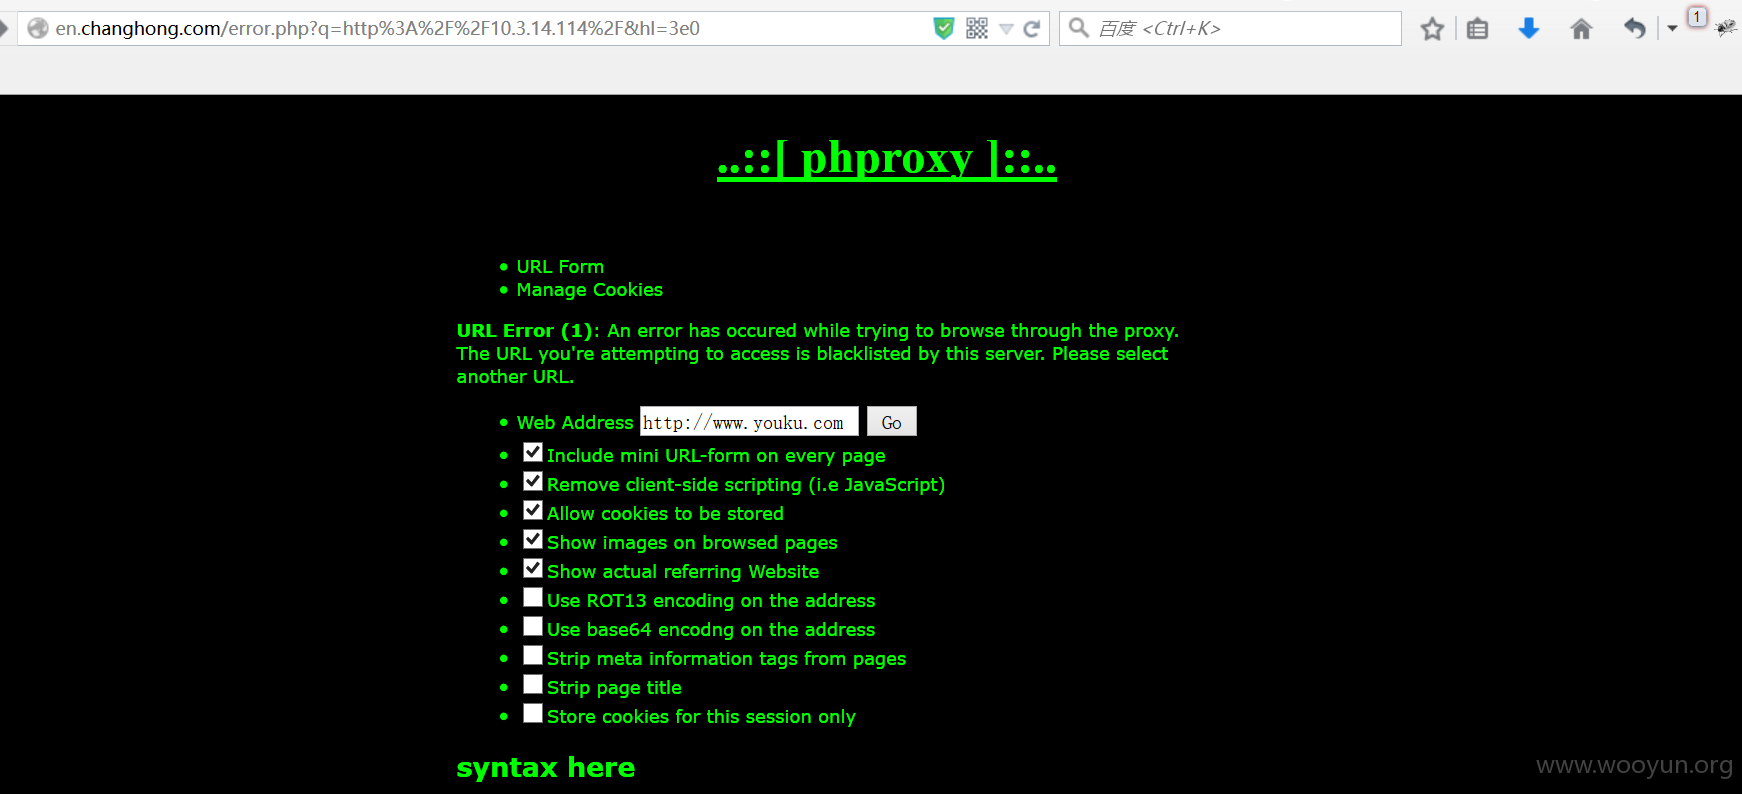 en.changhong.com/error.php?q=http%3A%2F%2F10.3.14.114%2F&hl=3e0
百度 <Ctrl+K>
1
..::[ phproxy ]::..
URL Form
Manage Cookies
URL Error (1): An error has occured while trying to browse through the proxy.
The URL you're attempting to access is blacklisted by this server. Please select
another URL.
Web Address http://www.youku.com Go
Include mini URL-form on every page
Remove client-side scripting (i.e JavaScript)
Allow cookies to be stored
Show images on browsed pages
Show actual referring Website
Use ROT13 encoding on the address
Use base64 encodng on the address
Strip meta information tags from pages
Strip page title
Store cookies for this session only
syntax here
www.wooyun.org